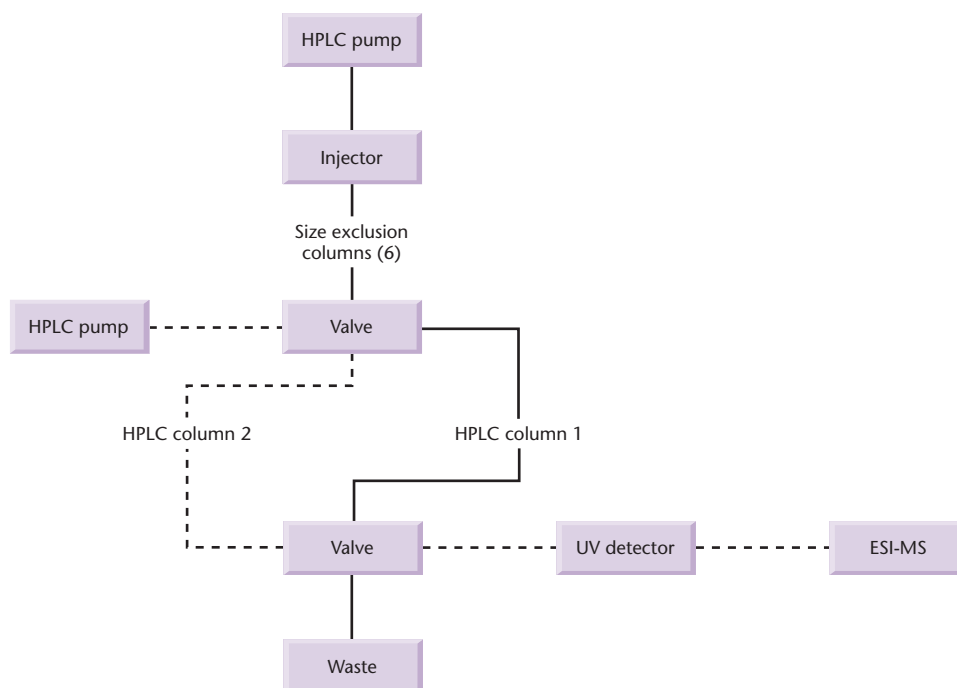 HPLC pump
Injector
Size exclusion
columns (6)
HPLC pump
Valve
HPLC column 2
HPLC column 1
Valve
UV detector
ESI-MS
Waste